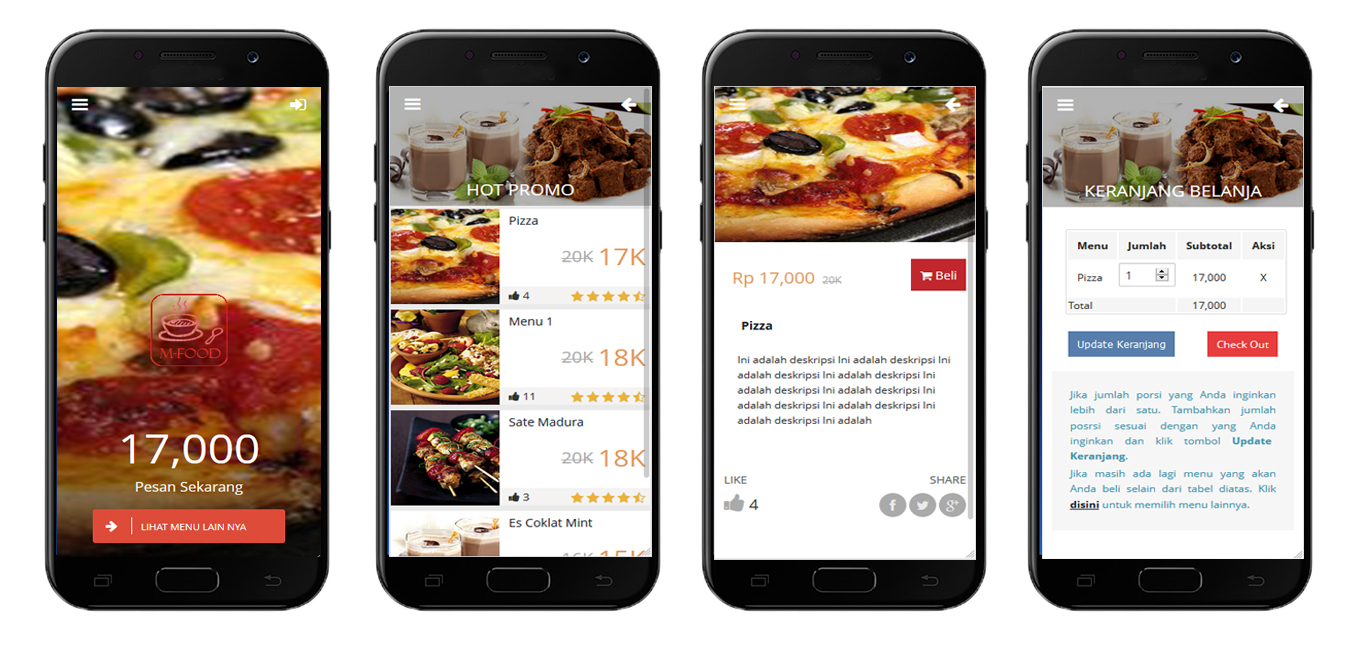 M-FOOD
17,000
Pesan Sekarang
LIHAT MENU LAIN NYA
HOT PROMO
Pizza
20K 17K
4
Menu 1
20K 18K
11
Sate Madura
20K 18K
3
Es Coklat Mint
16K 15K
Rp 17,000 20K
Beli
Pizza
Ini adalah deskripsi Ini adalah deskripsi Ini
adalah deskripsi Ini adalah deskripsi Ini
adalah deskripsi Ini adalah deskripsi Ini
adalah deskripsi Ini adalah deskripsi Ini
adalah deskripsi Ini adalah
LIKE SHARE
4
KERANJANG BELANJA
Menu Jumlah Subtotal Aksi
Pizza 1 17,000 X
Total 17,000
Update Keranjang Check Out
Jika jumlah porsi yang Anda inginkan
lebih dari satu. Tambahkan jumlah
posrsi sesuai dengan yang Anda
inginkan dan klik tombol Update
Keranjang.
Jika masih ada lagi menu yang akan
Anda beli selain dari tabel diatas. Klik
disini untuk memilih menu lainnya.